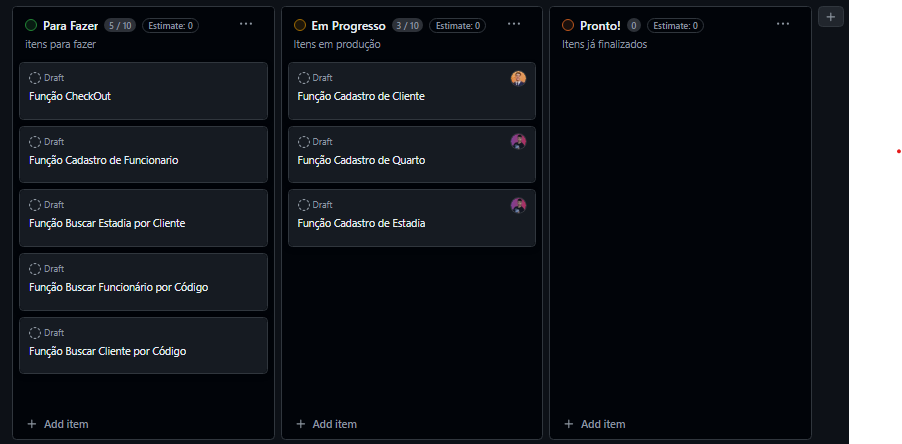 Para Fazer 5 / 10 Estimate: 0 ...
itens para fazer
Draft
Função CheckOut
Draft
Função Cadastro de Funcionario
Draft
Função Buscar Estadia por Cliente
Draft
Função Buscar Funcionário por Código
Draft
Função Buscar Cliente por Código
+ Add item
Em Progresso 3 / 10 Estimate: 0 ...
Itens em produção
Draft
Função Cadastro de Cliente
Draft
Função Cadastro de Quarto
Draft
Função Cadastro de Estadia
+ Add item
Pronto! 0 Estimate: 0 ...
Itens já finalizados
+ Add item
+